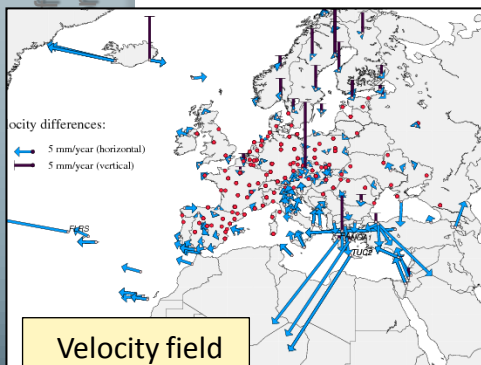 ocity differences:
5 mm/year (horizontal)
5 mm/year (vertical)
FLRS
TUC2
Velocity field